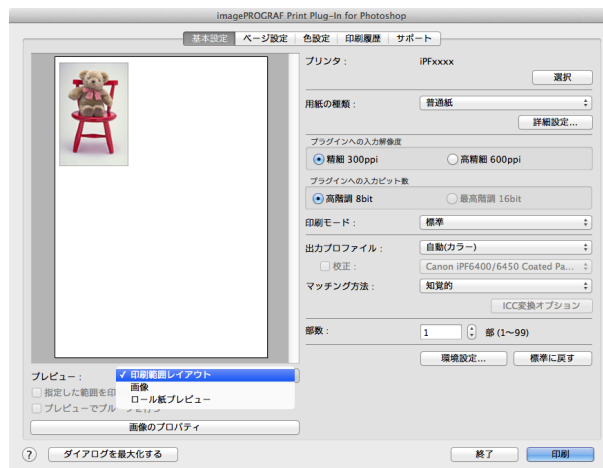 imagePROGRAF Print Plug-In for Photoshop
基本設定 ページ設定 色設定 印刷履歴 サポート
プリンタ： iPFxxxx
選択
用紙の種類： 普通紙
詳細設定...
プラグインへの入力解像度
精細 300ppi 高精細 600ppi
プラグインへの入力ビット数
高階調 8bit 最高階調 16bit
印刷モード： 標準
出力プロファイル： 自動(カラー)
校正： Canon iPF6400/6450 Coated Pa...
マッチング方法： 知覚的
ICC変換オプション
部数： 1 部 (1〜99)
環境設定... 標準に戻す
プレビュー： ✓ 印刷範囲レイアウト
画像
ロール紙プレビュー
指定した範囲を印
プレビューでプル
画像のプロパティ
? ダイアログを最大化する 終了 印刷